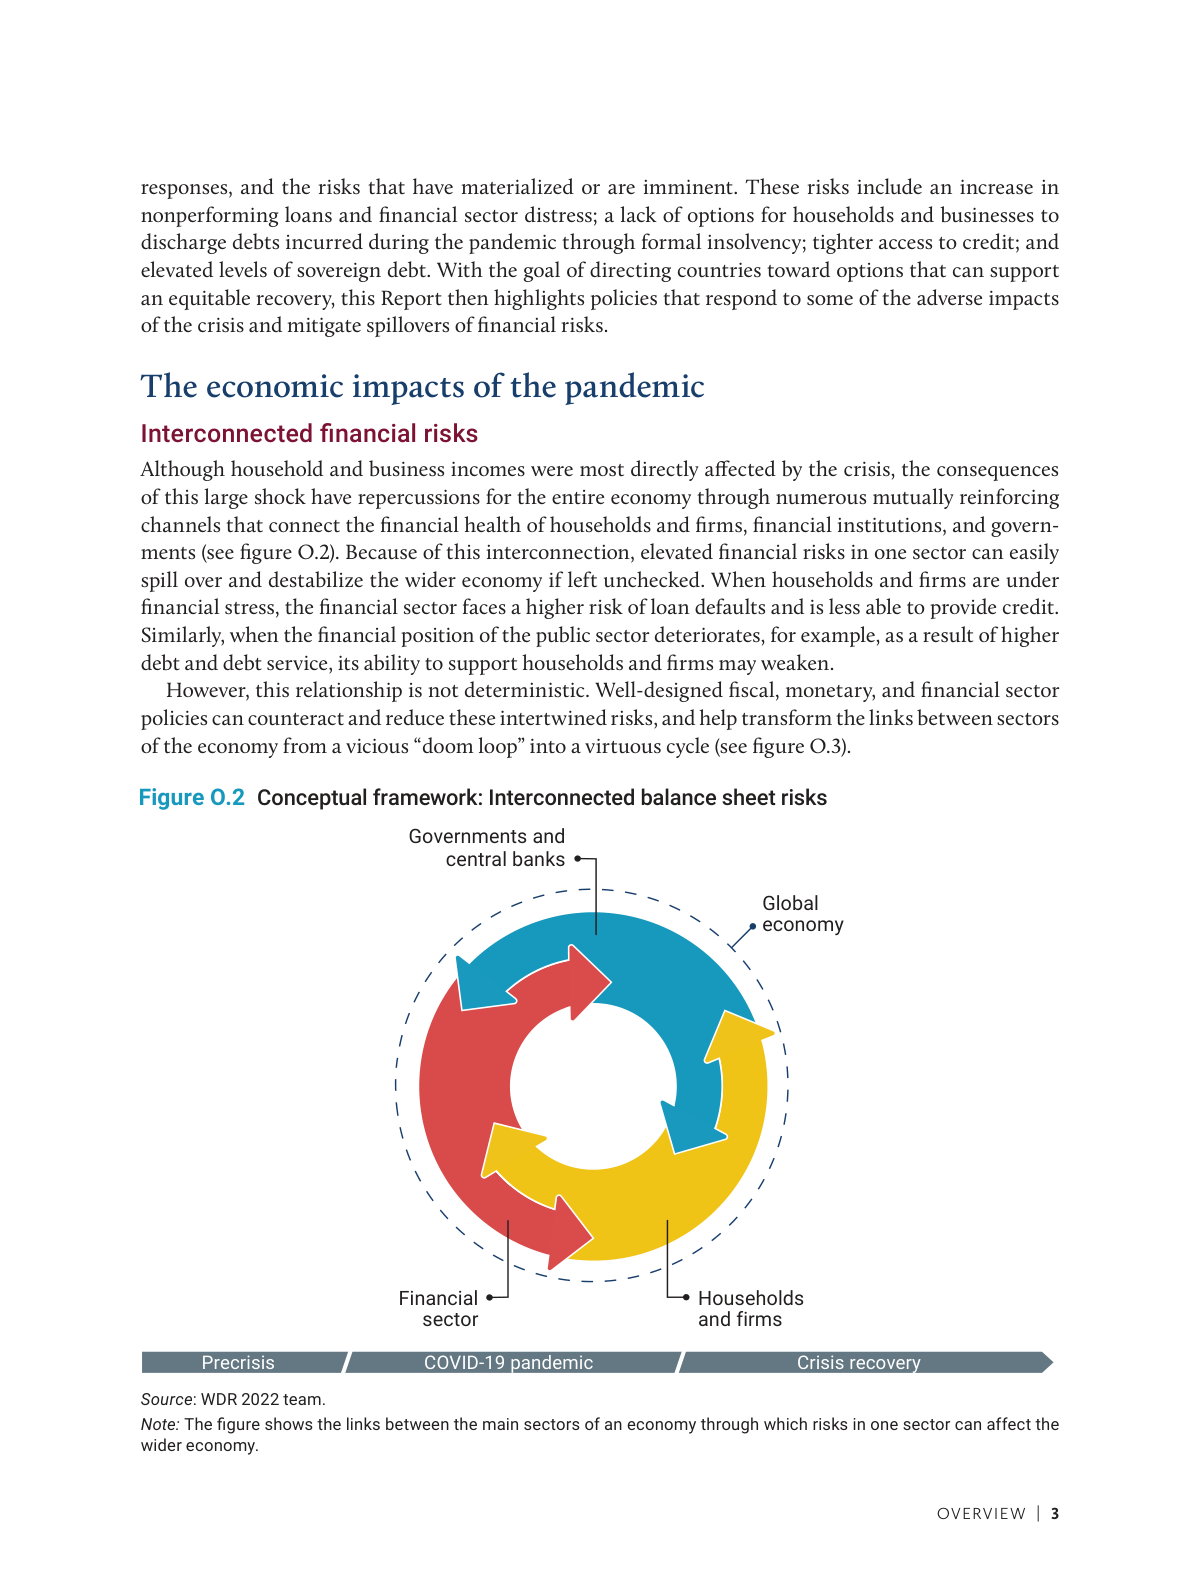 responses, and the risks that have materialized or are imminent. These risks include an increase in
nonperforming loans and financial sector distress; a lack of options for households and businesses to
discharge debts incurred during the pandemic through formal insolvency; tighter access to credit; and
elevated levels of sovereign debt. With the goal of directing countries toward options that can support
an equitable recovery, this Report then highlights policies that respond to some of the adverse impacts
of the crisis and mitigate spillovers of financial risks.
The economic impacts of the pandemic
Interconnected financial risks
Although household and business incomes were most directly affected by the crisis, the consequences
of this large shock have repercussions for the entire economy through numerous mutually reinforcing
channels that connect the financial health of households and firms, financial institutions, and govern-
ments (see figure O.2). Because of this interconnection, elevated financial risks in one sector can easily
spill over and destabilize the wider economy if left unchecked. When households and firms are under
financial stress, the financial sector faces a higher risk of loan defaults and is less able to provide credit.
Similarly, when the financial position of the public sector deteriorates, for example, as a result of higher
debt and debt service, its ability to support households and firms may weaken.
However, this relationship is not deterministic. Well-designed fiscal, monetary, and financial sector
policies can counteract and reduce these intertwined risks, and help transform the links between sectors
of the economy from a vicious “doom loop” into a virtuous cycle (see figure O.3).
Figure O.2 Conceptual framework: Interconnected balance sheet risks
Governments and
central banks
Global
economy
Financial
sector
Households
and firms
Precrisis
COVID-19 pandemic
Crisis recovery
Source: WDR 2022 team.
Note: The figure shows the links between the main sectors of an economy through which risks in one sector can affect the
wider economy.
OVERVIEW | 3